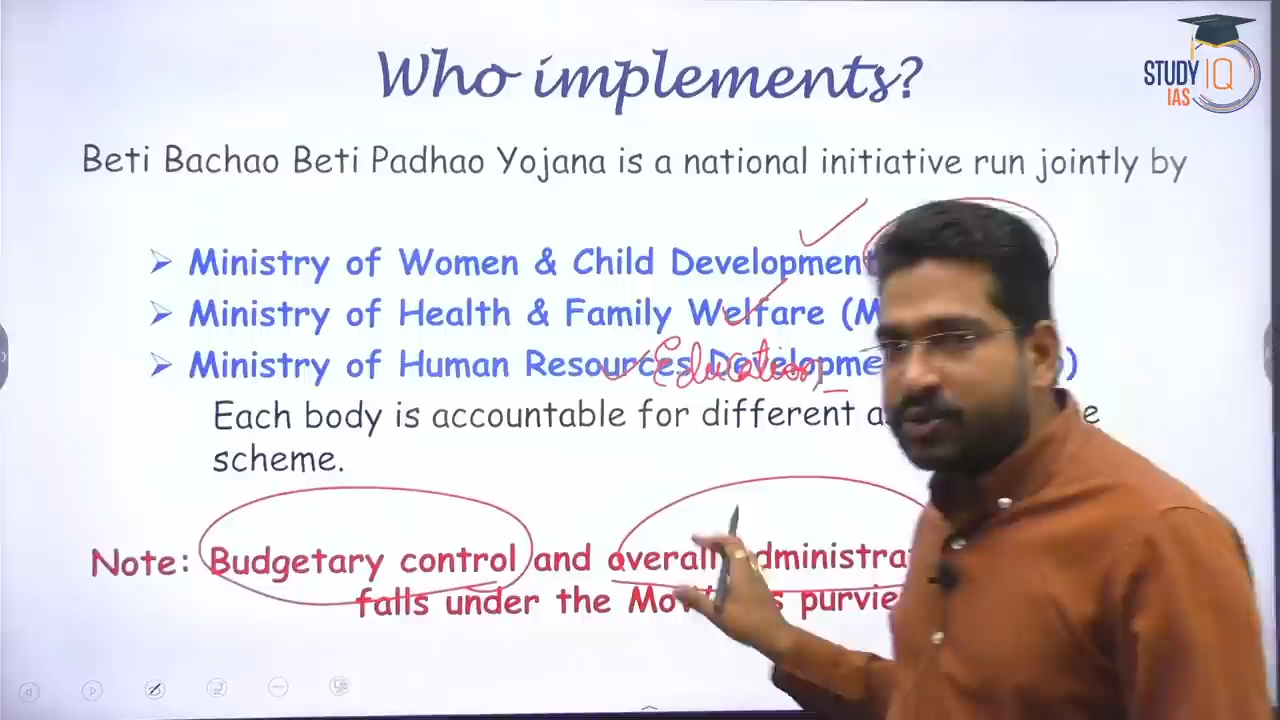 Who implements?
STUDY IQ
IAS
Beti Bachao Beti Padhao Yojana is a national initiative run jointly by
➢ Ministry of Women & Child Development
➢ Ministry of Health & Family Welfare (M
➢ Ministry of Human Resources Developme
Education
Each body is accountable for different a
scheme.
Note: Budgetary control and overall administra
falls under the purvie